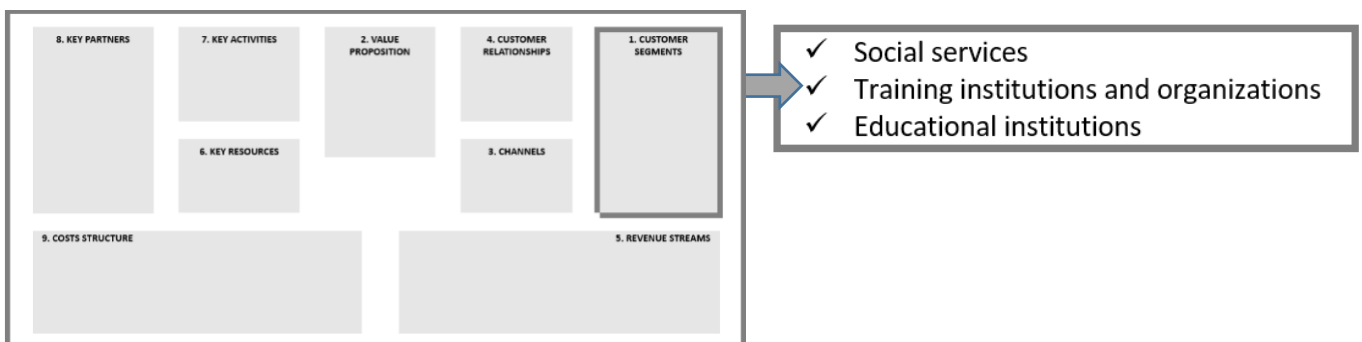 8. KEY PARTNERS
7. KEY ACTIVITIES
2. VALUE
PROPOSITION
4. CUSTOMER
RELATIONSHIPS
1. CUSTOMER
SEGMENTS
6. KEY RESOURCES
3. CHANNELS
9. COSTS STRUCTURE
5. REVENUE STREAMS
✓ Social services
✓ Training institutions and organizations
✓ Educational institutions